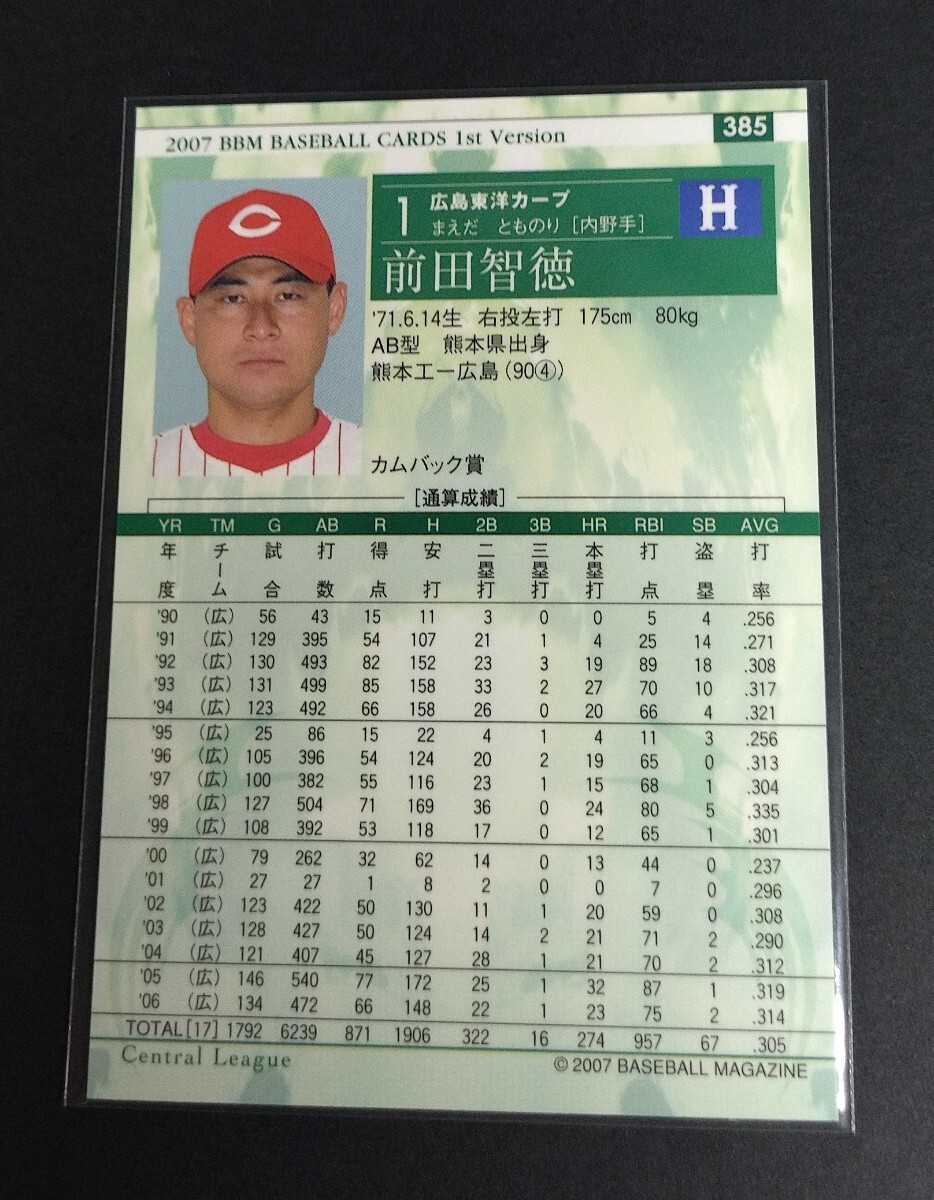 2007 BBM BASEBALL CARDS 1st Version 385
C
1 広島東洋カープ
まえだ とものり [内野手]
前田智徳
H
'71.6.14生 右投左打 175cm 80kg
AB型 熊本県出身
熊本工ー広島(90④)
カムバック賞
[通算成績]
YR TM G AB R H 2B 3B HR RBI SB AVG
年度 チーム 試合 打数 得点 安打 二塁打 三塁打 本塁打 打点 盗塁 打率
'90 (広) 56 43 15 11 3 0 0 5 4 .256
'91 (広) 129 395 54 107 21 1 4 25 14 .271
'92 (広) 130 493 82 152 23 3 19 89 18 .308
'93 (広) 131 499 85 158 33 2 27 70 10 .317
'94 (広) 123 492 66 158 26 0 20 66 4 .321
'95 (広) 25 86 15 22 4 1 4 11 3 .256
'96 (広) 105 396 54 124 20 2 19 65 0 .313
'97 (広) 100 382 55 116 23 1 15 68 1 .304
'98 (広) 127 504 71 169 36 0 24 80 5 .335
'99 (広) 108 392 53 118 17 0 12 65 1 .301
'00 (広) 79 262 32 62 14 0 13 44 0 .237
'01 (広) 27 27 1 8 2 0 0 7 0 .296
'02 (広) 123 422 50 130 11 1 20 59 0 .308
'03 (広) 128 427 50 124 14 2 21 71 2 .290
'04 (広) 121 407 45 127 28 1 21 70 2 .312
'05 (広) 146 540 77 172 25 1 32 87 1 .319
'06 (広) 134 472 66 148 22 1 23 75 2 .314
TOTAL [17] 1792 6239 871 1906 322 16 274 957 67 .305
Central League
© 2007 BASEBALL MAGAZINE